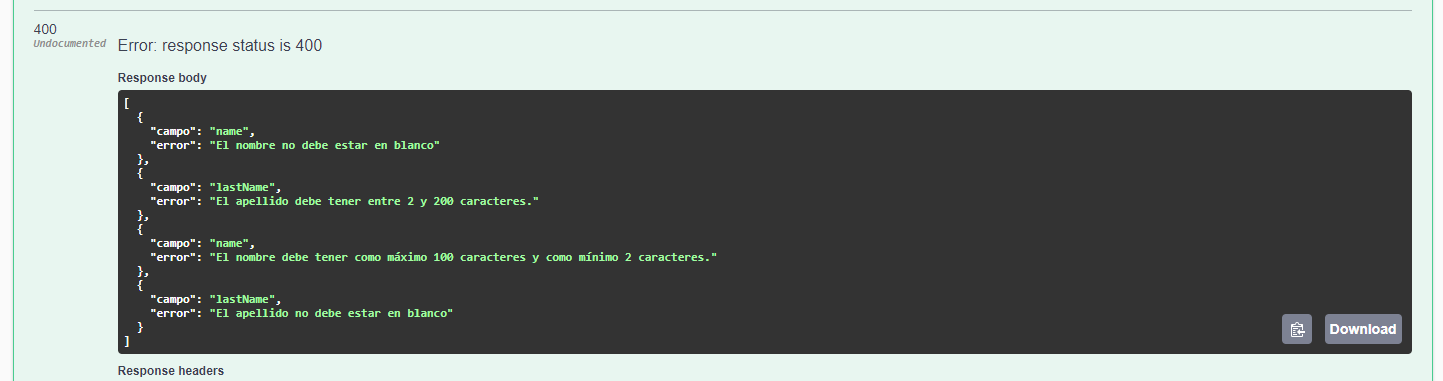 400
Undocumented
Error: response status is 400
Response body
[
  {
    "campo": "name",
    "error": "El nombre no debe estar en blanco"
  },
  {
    "campo": "lastName",
    "error": "El apellido debe tener entre 2 y 200 caracteres."
  },
  {
    "campo": "name",
    "error": "El nombre debe tener como máximo 100 caracteres y como mínimo 2 caracteres."
  },
  {
    "campo": "lastName",
    "error": "El apellido no debe estar en blanco"
  }
]
Download
Response headers